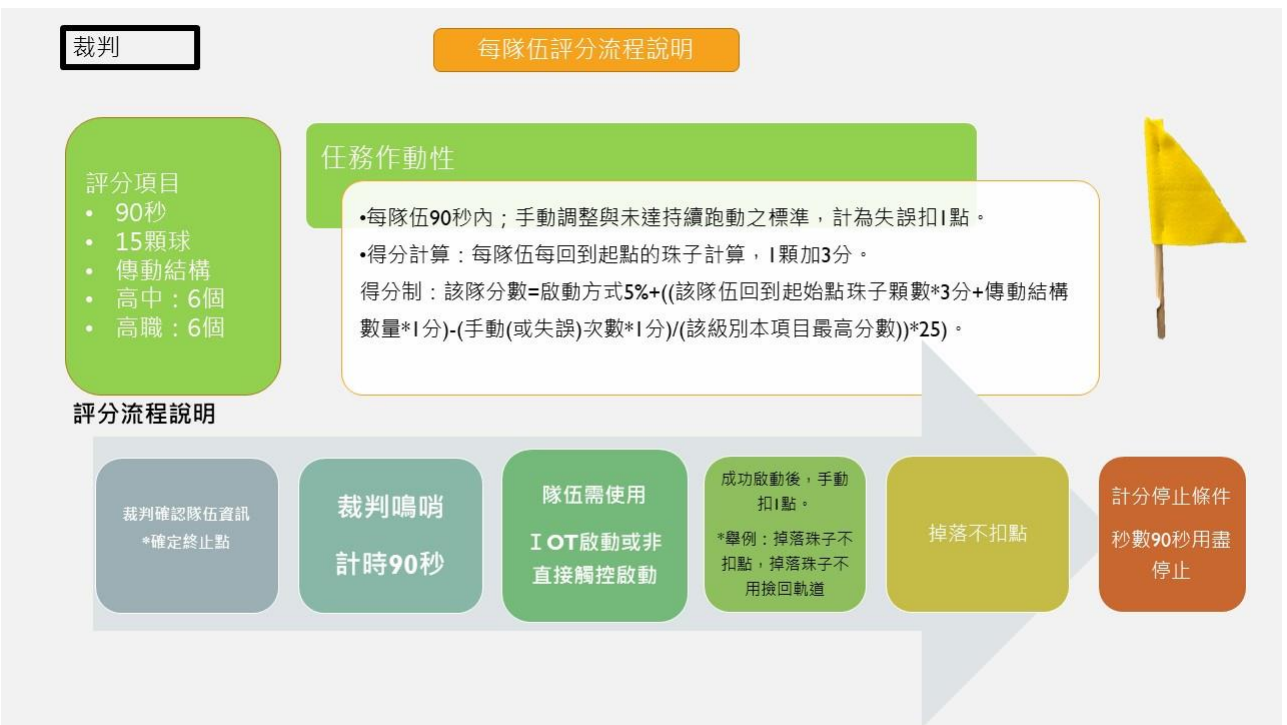 裁判
每隊伍評分流程說明
評分項目
• 90秒
• 15顆球
• 傳動結構
• 高中：6個
• 高職：6個
任務作動性
•每隊伍90秒內；手動調整與未達持續跑動之標準，計為失誤扣1點。
•得分計算：每隊伍每回到起點的珠子計算，1顆加3分。
得分制：該隊分數=啟動方式5%+((該隊伍回到起始點珠子顆數*3分+傳動結構
數量*1分)-(手動(或失誤)次數*1分)/(該級別本項目最高分數))*25)。
評分流程說明
裁判確認隊伍資訊
*確定終止點
裁判鳴哨
計時90秒
隊伍需使用
ＩOT啟動或非
直接觸控啟動
成功啟動後，手動
扣1點。
*舉例：掉落珠子不
扣點，掉落珠子不
用撿回軌道
掉落不扣點
計分停止條件
秒數90秒用盡
停止